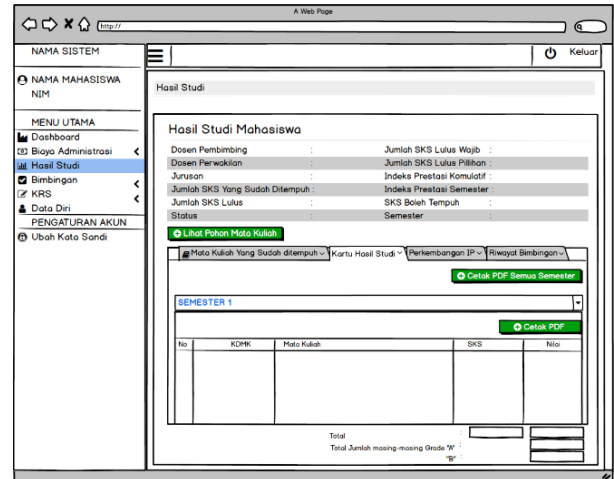 A Web Page
http://
NAMA SISTEM
Keluar
NAMA MAHASISWA
NIM
MENU UTAMA
Dashboard
Biaya Administrasi
Hasil Studi
Bimbingan
KRS
Data Diri
PENGATURAN AKUN
Ubah Kata Sandi
Hasil Studi
Hasil Studi Mahasiswa
Dosen Pembimbing : Jumlah SKS Lulus Wajib :
Dosen Perwakilan : Jumlah SKS Lulus Pilihan :
Jurusan : Indeks Prestasi Komulatif :
Jumlah SKS Yang Sudah Ditempuh : Indeks Prestasi Semester :
Jumlah SKS Lulus : SKS Boleh Tempuh :
Status : Semester :
Lihat Pohon Mata Kuliah
Mata Kuliah Yang Sudah ditempuh Kartu Hasil Studi Perkembangan IP Riwayat Bimbingan
Cetak PDF Semua Semester
SEMESTER 1
Cetak PDF
No KDMK Mata Kuliah SKS Nilai
Total :
Total Jumlah masing-masing Grade "A" :
"B" :